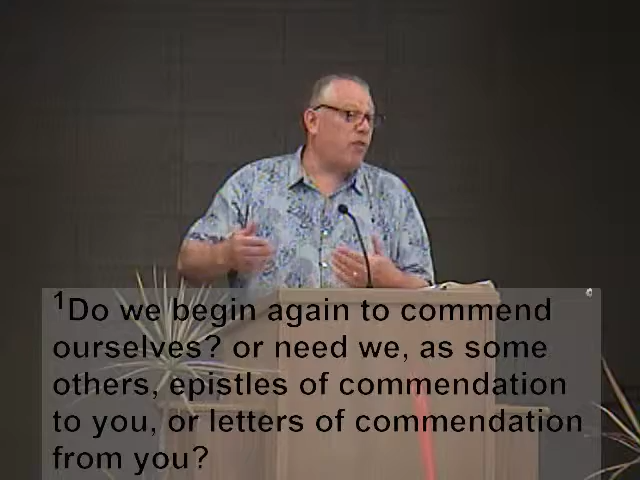 ¹Do we begin again to commend
ourselves? or need we, as some
others, epistles of commendation
to you, or letters of commendation
from you?